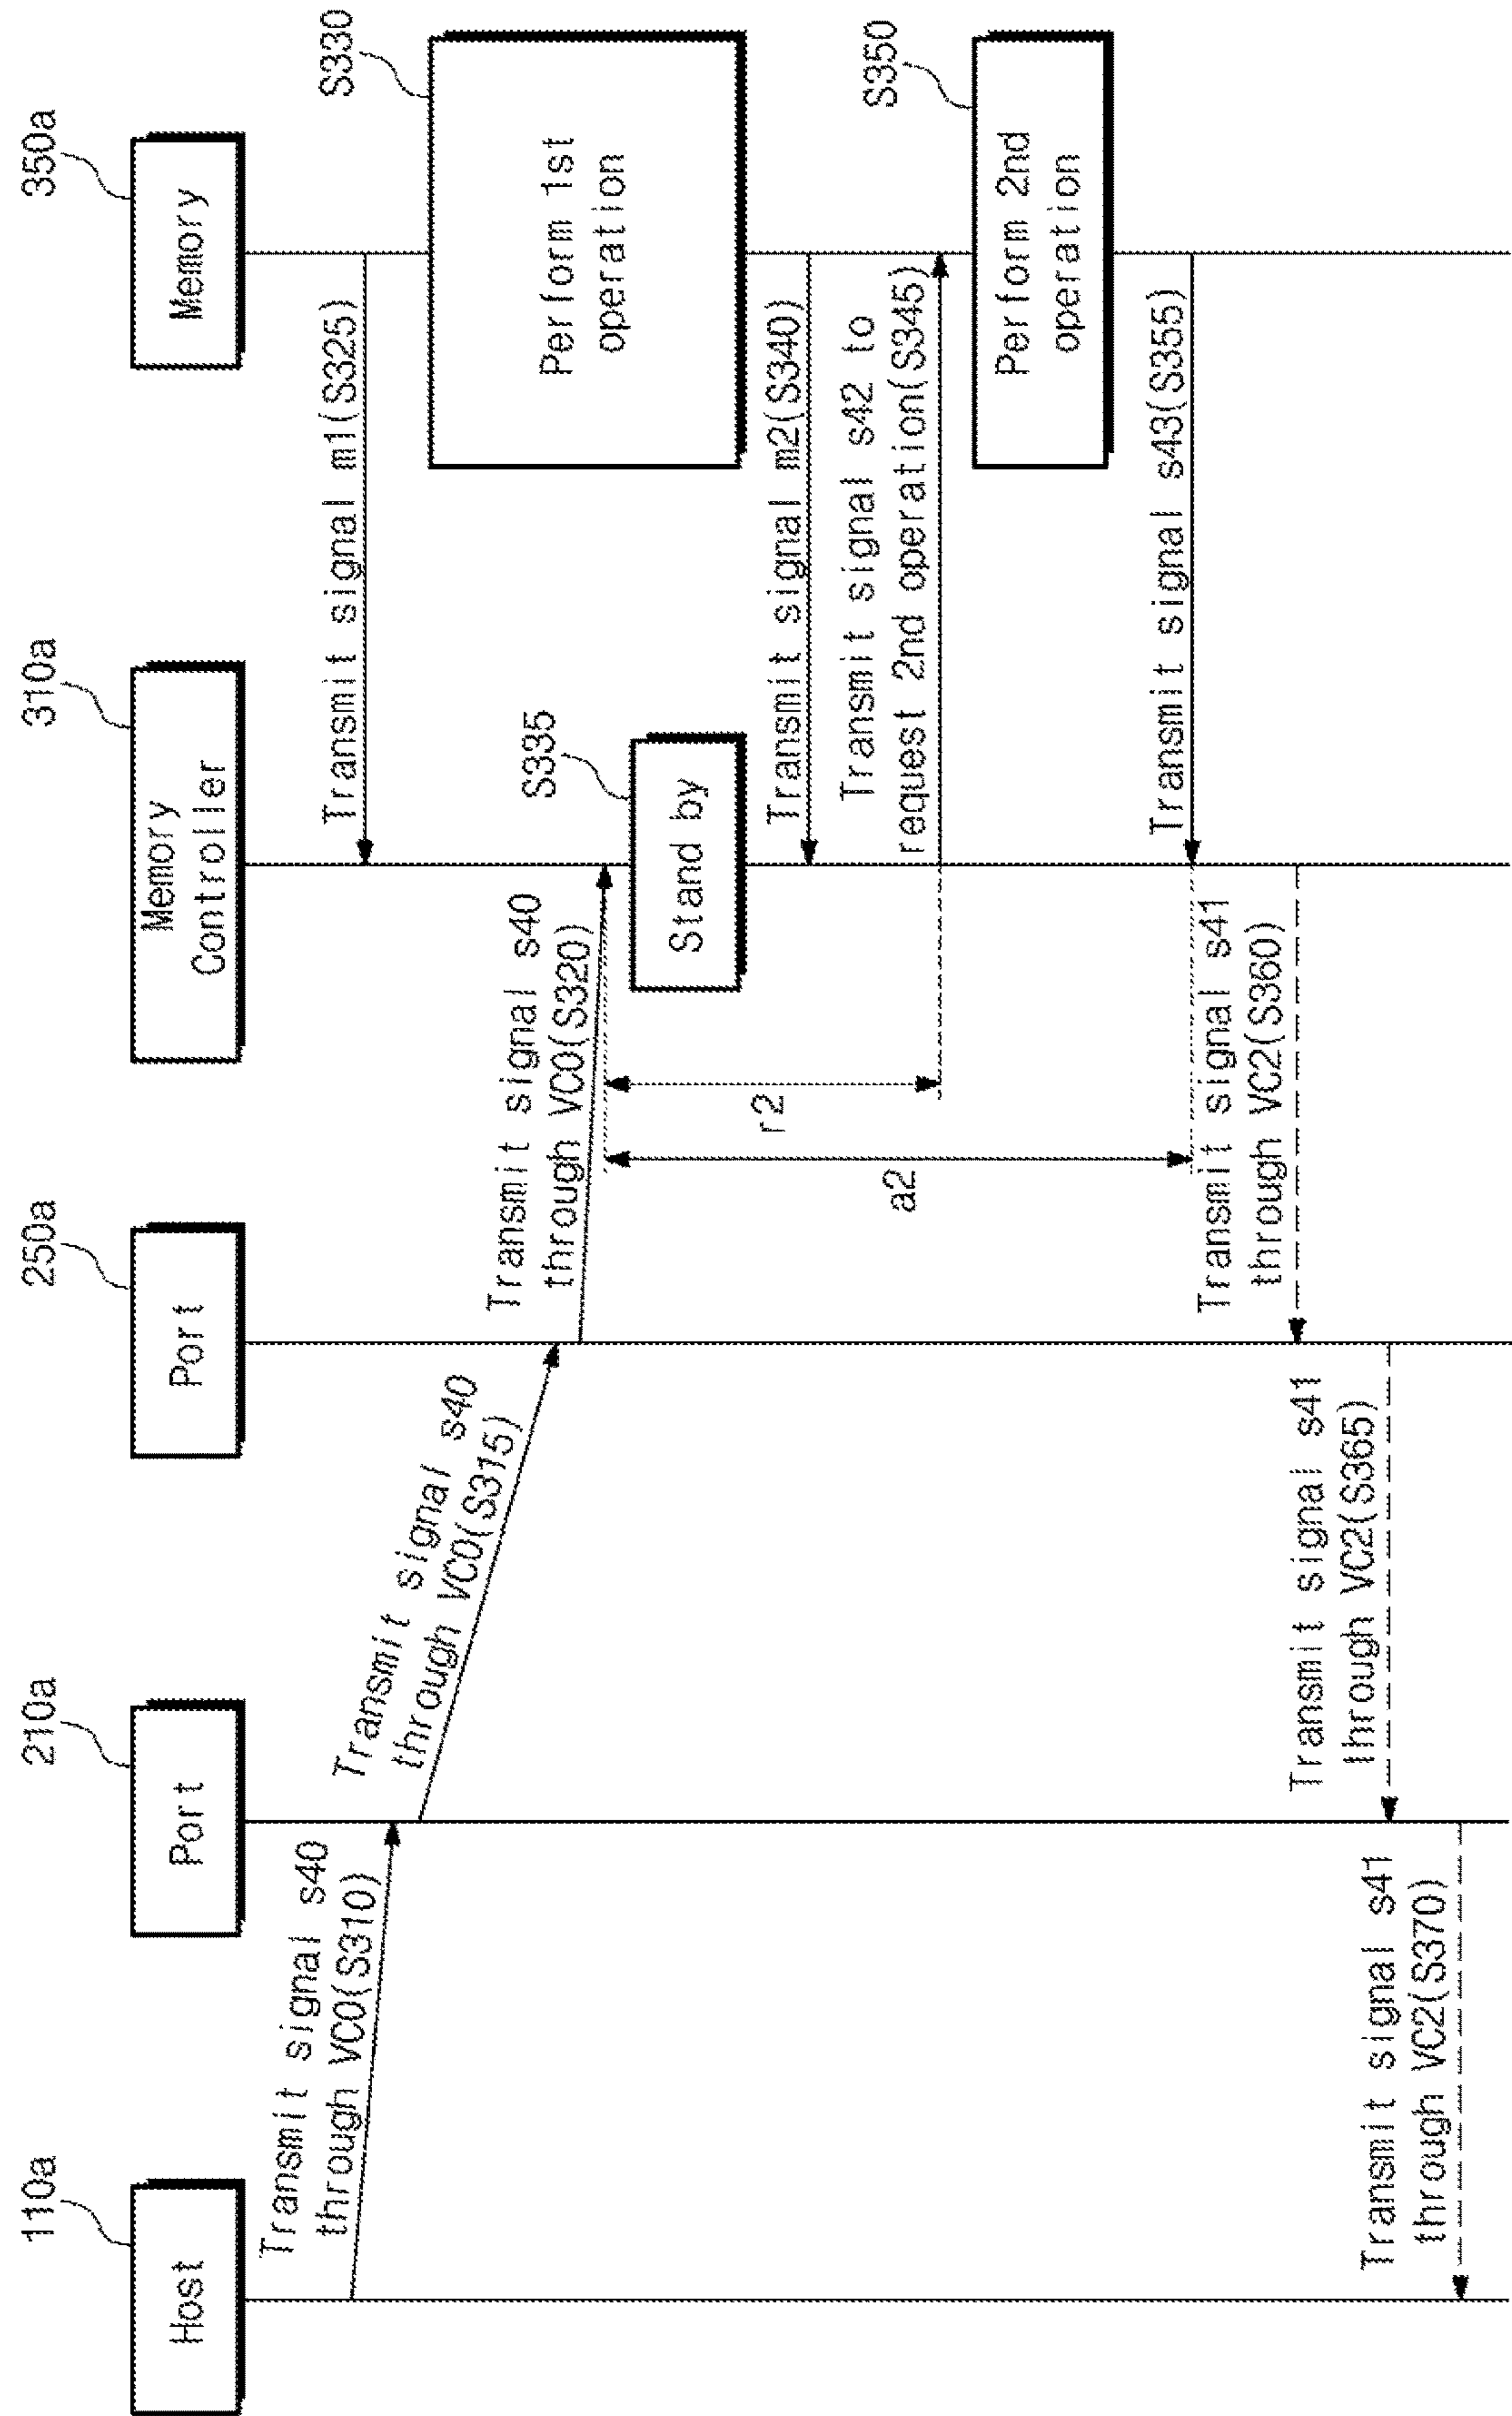 110a
210a
250a
310a
350a
Host
Port
Port
Memory
Controller
Memory
Transmit signal s40
through VC0(S310)
Transmit signal m1(S325)
Transmit signal s40
through VC0(S315)
S330
Perform 1st
operation
Transmit signal s40
through VC0(S320)
S335
Stand by
r2
a2
Transmit signal m2(S340)
Transmit signal s42 to
request 2nd operation(S345)
S350
Perform 2nd
operation
Transmit signal s43(S355)
Transmit signal s41
through VC2(S360)
Transmit signal s41
through VC2(S365)
Transmit signal s41
through VC2(S370)